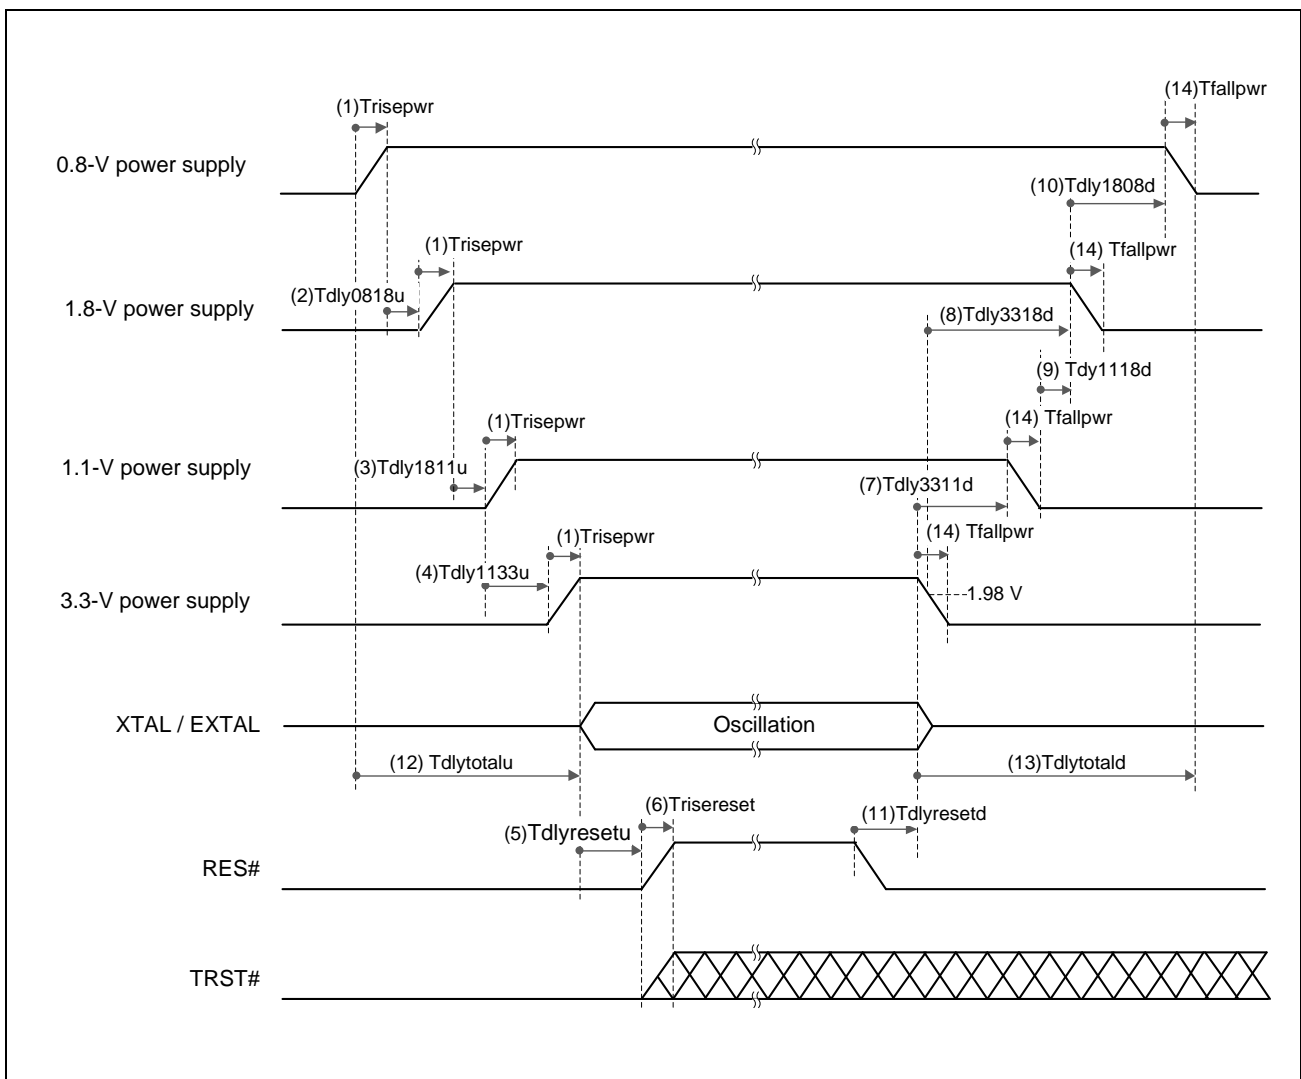 (14)Tfallpwr
(1)Trisepwr
0.8-V power supply
(10)Tdly1808d
(1)Trisepwr
(14) Tfallpwr
(2)Tdly0818u
1.8-V power supply
(8)Tdly3318d
(9) Tdy1118d
(1)Trisepwr
(14) Tfallpwr
1.1-V power supply
(3)Tdly1811u
(7)Tdly3311d
(1)Trisepwr
(14) Tfallpwr
(4)Tdly1133u
3.3-V power supply
1.98 V
XTAL / EXTAL
Oscillation
(12) Tdlytotalu
(13)Tdlytotald
(6)Trisereset
(11)Tdlyresetd
(5)Tdlyresetu
RES#
TRST#